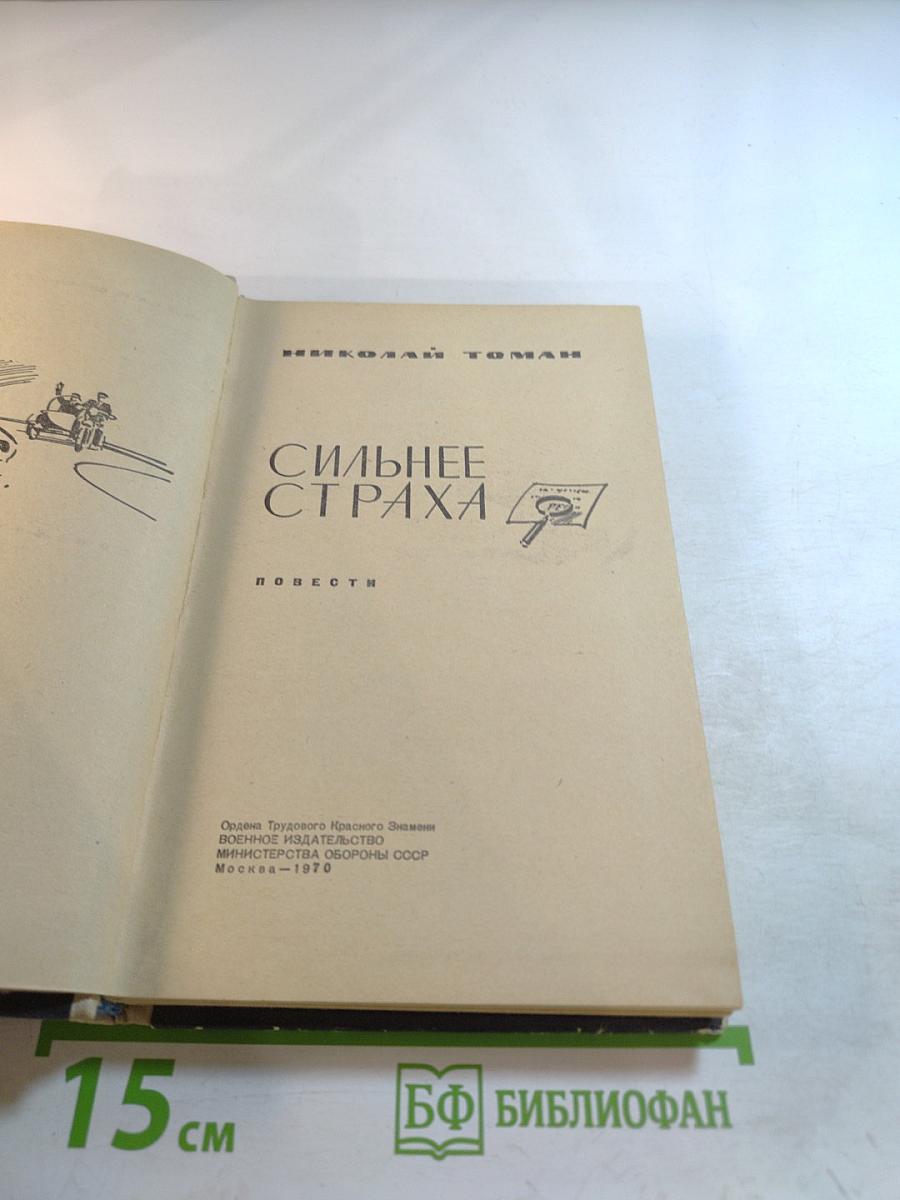 НИКОЛАЙ ТОМАН
СИЛЬНЕЕ
СТРАХА
ПОВЕСТИ
Ордена Трудового Красного Знамени
ВОЕННОЕ ИЗДАТЕЛЬСТВО
МИНИСТЕРСТВА ОБОРОНЫ СССР
Москва—1970
15 см
БФ БИБЛИОФАН